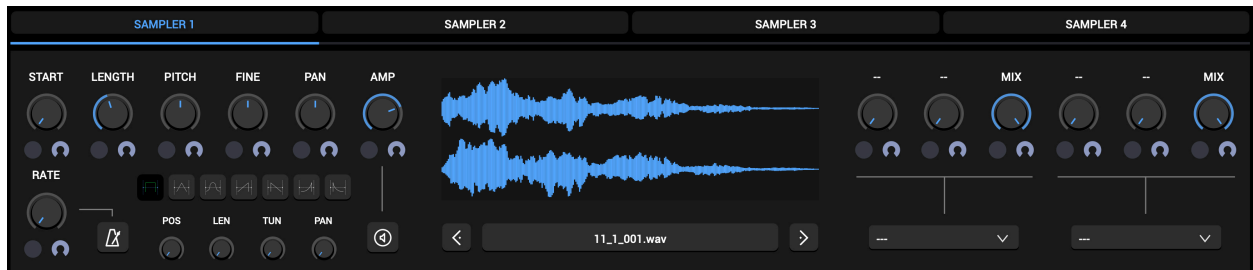 SAMPLER 1 SAMPLER 2 SAMPLER 3 SAMPLER 4
START LENGTH PITCH FINE PAN AMP -- -- MIX -- -- MIX
RATE
POS LEN TUN PAN
11_1_001.wav --- ---